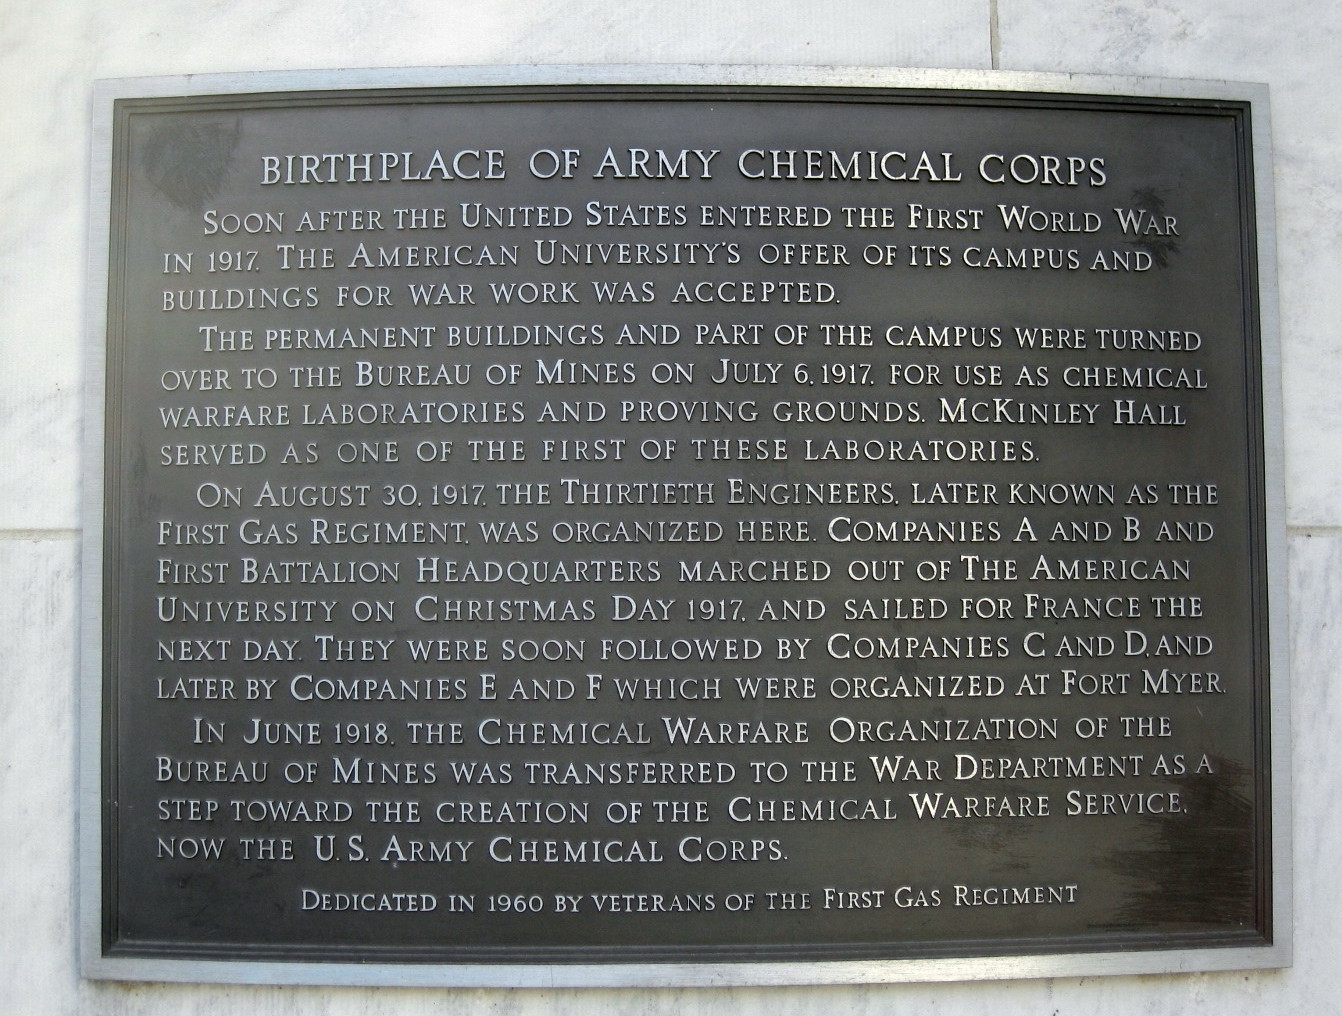 BIRTHPLACE OF ARMY CHEMICAL CORPS
SOON AFTER THE UNITED STATES ENTERED THE FIRST WORLD WAR
IN 1917, THE AMERICAN UNIVERSITY'S OFFER OF ITS CAMPUS AND
BUILDINGS FOR WAR WORK WAS ACCEPTED.
THE PERMANENT BUILDINGS AND PART OF THE CAMPUS WERE TURNED
OVER TO THE BUREAU OF MINES ON JULY 6, 1917, FOR USE AS CHEMICAL
WARFARE LABORATORIES AND PROVING GROUNDS. MCKINLEY HALL
SERVED AS ONE OF THE FIRST OF THESE LABORATORIES.
ON AUGUST 30, 1917, THE THIRTIETH ENGINEERS, LATER KNOWN AS THE
FIRST GAS REGIMENT, WAS ORGANIZED HERE. COMPANIES A AND B AND
FIRST BATTALION HEADQUARTERS MARCHED OUT OF THE AMERICAN
UNIVERSITY ON CHRISTMAS DAY 1917, AND SAILED FOR FRANCE THE
NEXT DAY. THEY WERE SOON FOLLOWED BY COMPANIES C AND D, AND
LATER BY COMPANIES E AND F WHICH WERE ORGANIZED AT FORT MYER.
IN JUNE 1918, THE CHEMICAL WARFARE ORGANIZATION OF THE
BUREAU OF MINES WAS TRANSFERRED TO THE WAR DEPARTMENT AS A
STEP TOWARD THE CREATION OF THE CHEMICAL WARFARE SERVICE,
NOW THE U.S. ARMY CHEMICAL CORPS.
DEDICATED IN 1960 BY VETERANS OF THE FIRST GAS REGIMENT